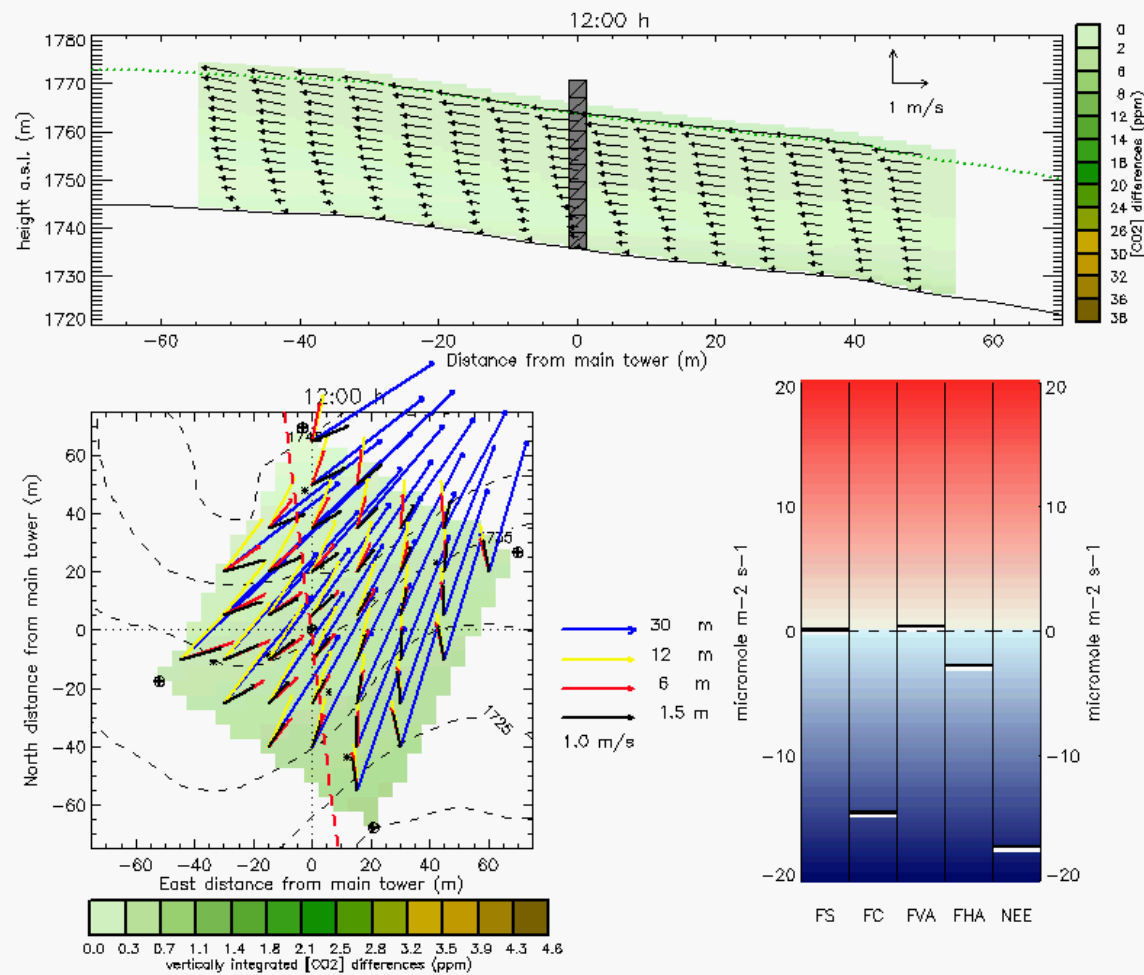 12:00 h
1780
1770
1760
1750
1740
1730
1720
height a.s.l. (m)
-60
-40
-20
0
20
40
60
Distance from main tower (m)
1 m/s
0
2
6
8
12
14
18
20
24
26
30
32
36
38
[CO2] differences (ppm)
12:00 h
60
40
20
0
-20
-40
-60
North distance from main tower (m)
-60
-40
-20
0
20
40
60
East distance from main tower (m)
1725
0.0 0.3 0.7 1.1 1.4 1.8 2.1 2.5 2.8 3.2 3.5 3.9 4.3 4.6
vertically integrated [CO2] differences (ppm)
30 m
12 m
6 m
1.5 m
1.0 m/s
20
10
0
-10
-20
micromole m-2 s-1
20
10
0
-10
-20
micromole m-2 s-1
FS FC FVA FHA NEE